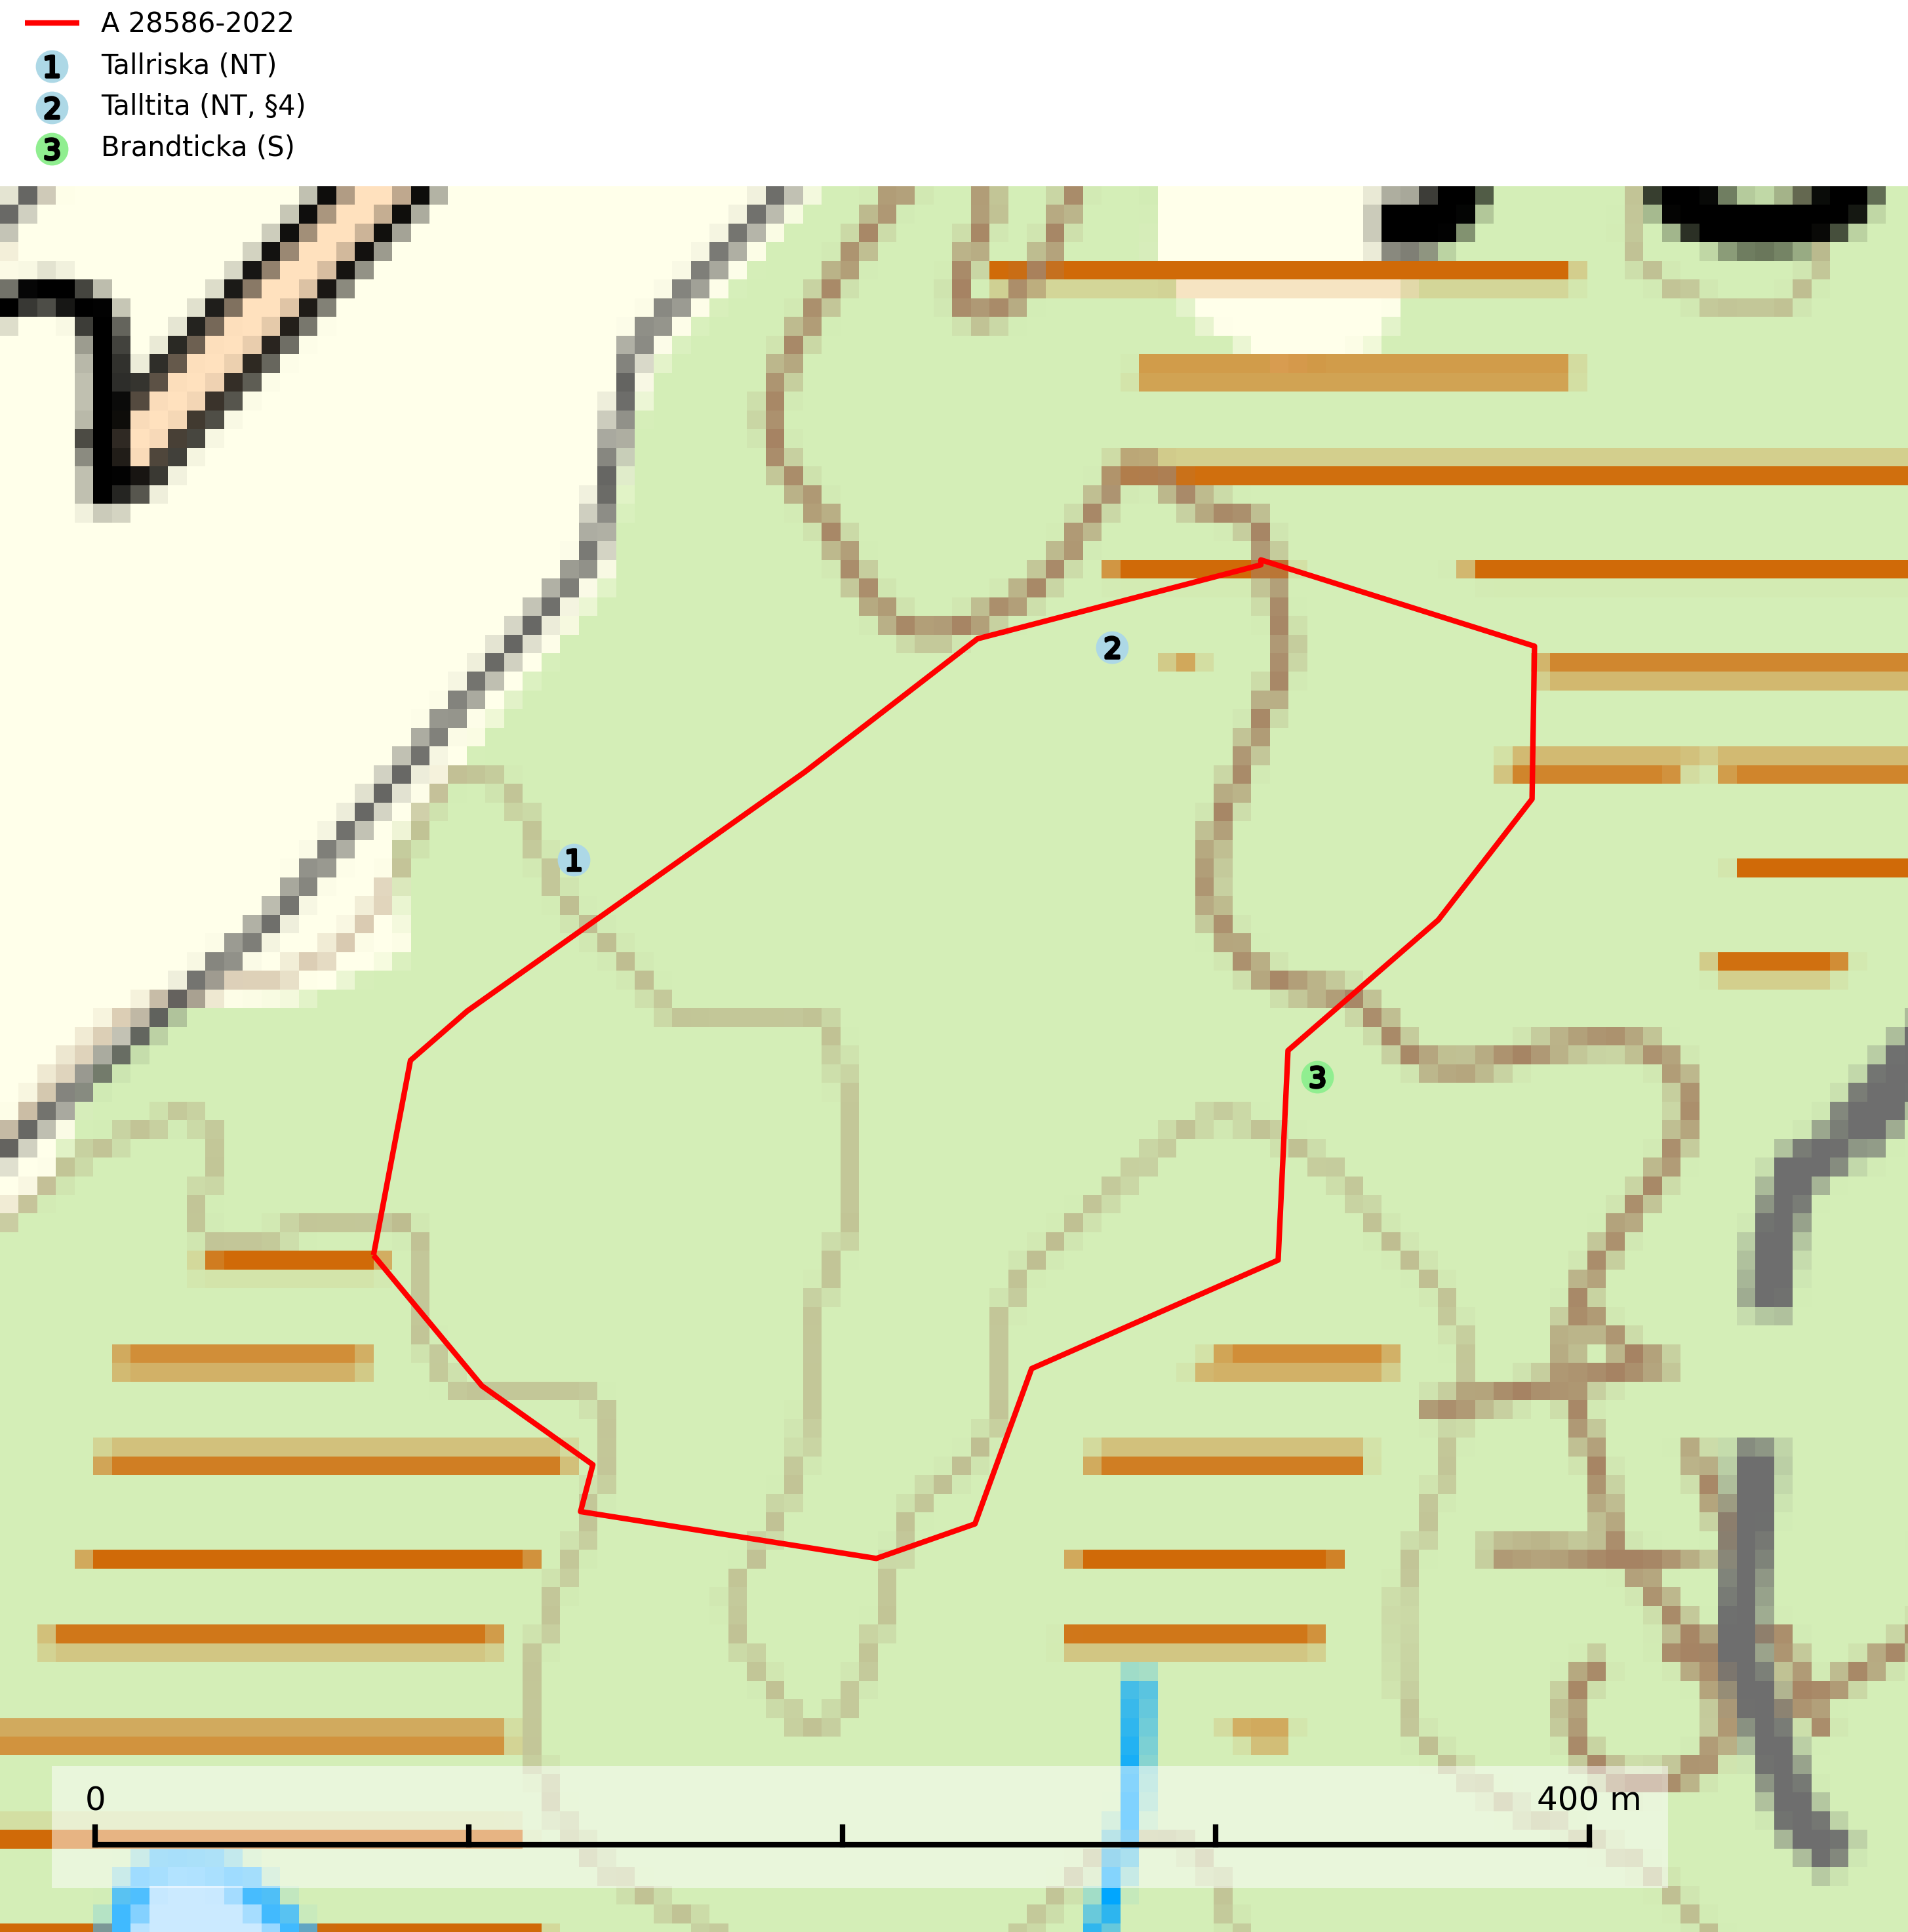 A 28586-2022
1 Tallriska (NT)
2 Talltita (NT, §4)
3 Brandticka (S)
2
1
3
0 400 m